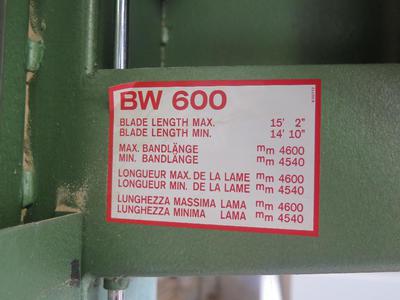 BW 600
BLADE LENGTH MAX. 15' 2"
BLADE LENGTH MIN. 14' 10"
MAX. BANDLÄNGE mm 4600
MIN. BANDLÄNGE mm 4540
LONGUEUR MAX. DE LA LAME mm 4600
LONGUEUR MIN. DE LA LAME mm 4540
LUNGHEZZA MASSIMA LAMA mm 4600
LUNGHEZZA MINIMA LAMA mm 4540